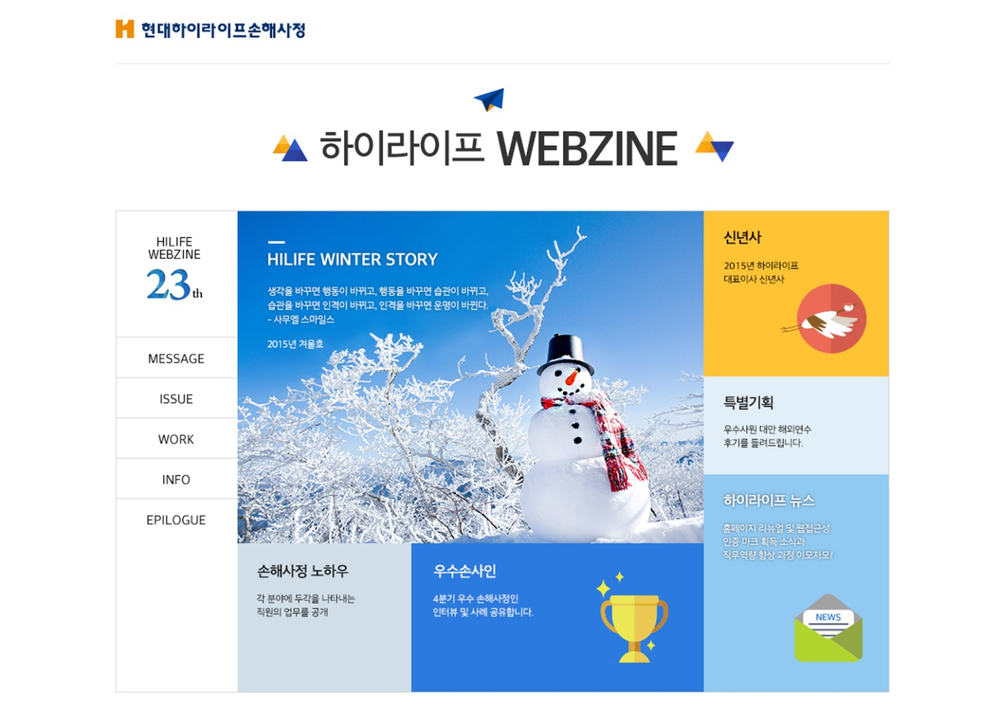 현대하이라이프손해사정
하이라이프 WEBZINE
HILIFE
WEBZINE
23th
MESSAGE
ISSUE
WORK
INFO
EPILOGUE
HILIFE WINTER STORY
생각을 바꾸면 행동이 바뀌고, 행동을 바꾸면 습관이 바뀌고,
습관을 바꾸면 인격이 바뀌고, 인격을 바꾸면 운명이 바뀐다.
- 사무엘 스마일스
2015년 겨울호
신년사
2015년 하이라이프
대표이사 신년사
특별기획
우수사원 대만 해외연수
후기를 들려드립니다.
하이라이프 뉴스
홈페이지 리뉴얼 및 웹접근성
인증 마크 획득 소식과
직무역량 향상 과정 이모저모!
NEWS
손해사정 노하우
각 분야에 두각을 나타내는
직원의 업무를 공개
우수손사인
4분기 우수 손해사정인
인터뷰 및 사례 공유합니다.